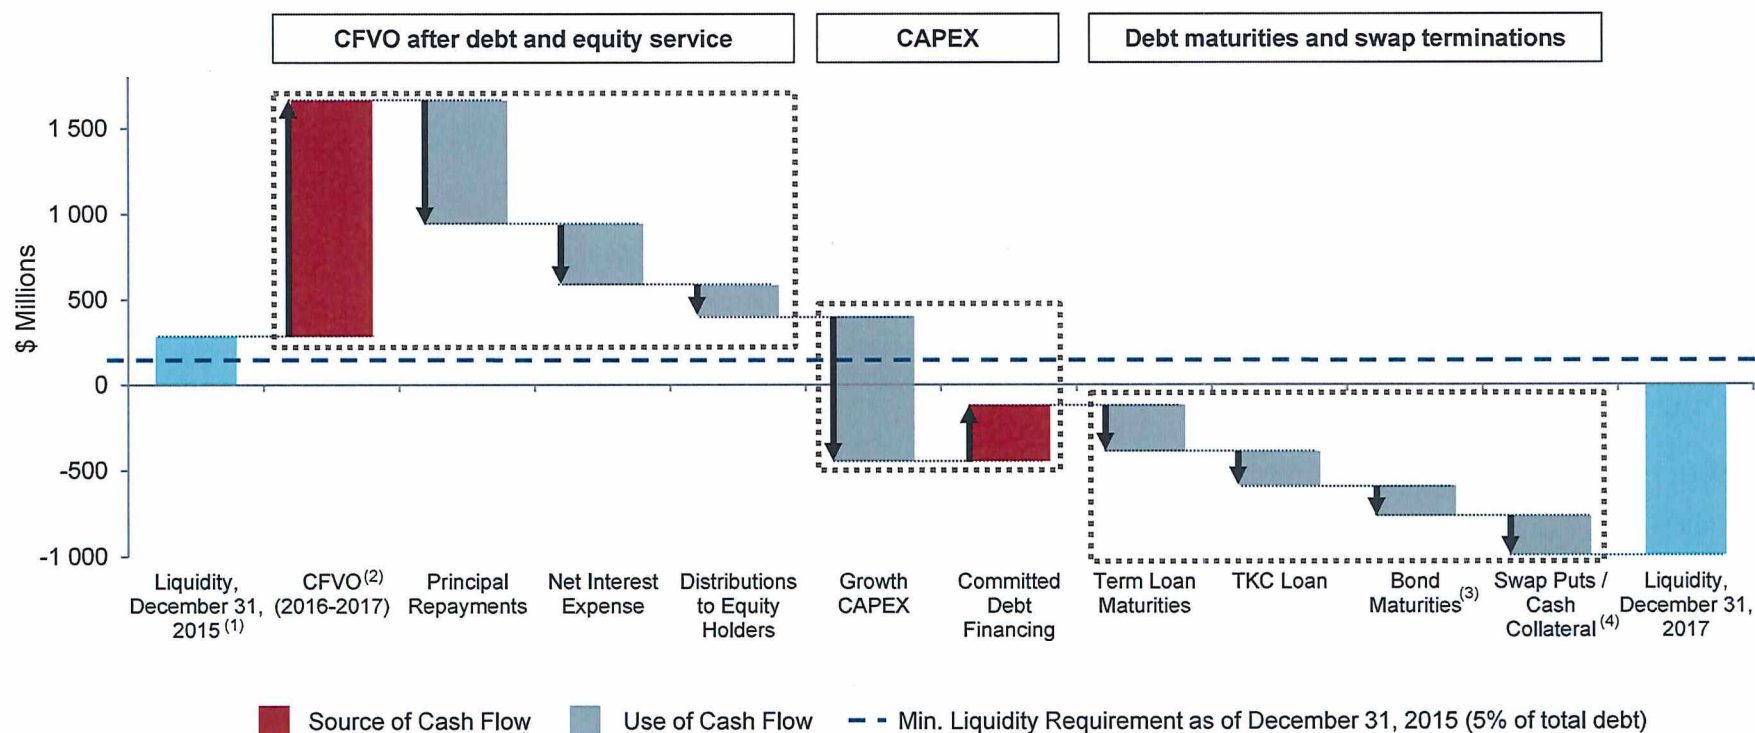 CFVO after debt and equity service
CAPEX
Debt maturities and swap terminations
$ Millions
1 500
1 000
500
0
-500
-1 000
Liquidity,
December 31,
2015 (1)
CFVO (2)
(2016-2017)
Principal
Repayments
Net Interest
Expense
Distributions
to Equity
Holders
Growth
CAPEX
Committed
Debt
Financing
Term Loan
Maturities
TKC Loan
Bond
Maturities (3)
Swap Puts /
Cash
Collateral (4)
Liquidity,
December 31,
2017
Source of Cash Flow
Use of Cash Flow
Min. Liquidity Requirement as of December 31, 2015 (5% of total debt)